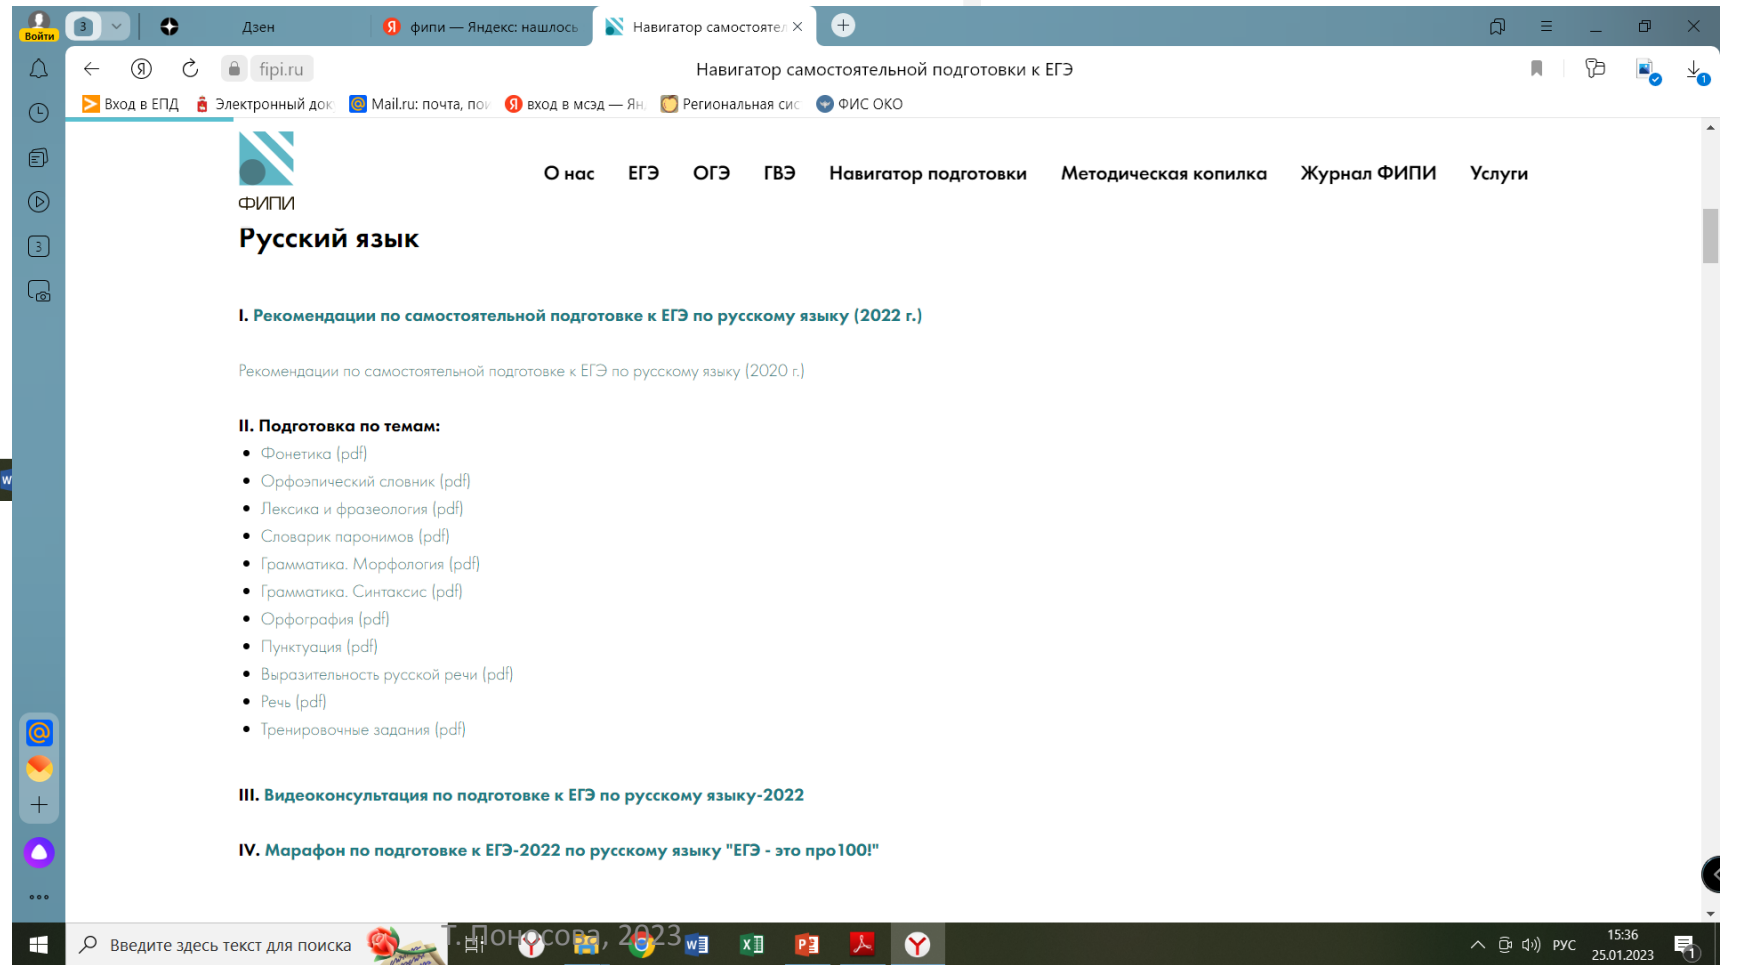 Войти
3
Дзен
фипи — Яндекс: нашлось
Навигатор самостоятел
fipi.ru
Навигатор самостоятельной подготовки к ЕГЭ
1
Вход в ЕПД
Электронный док
Mail.ru: почта, пои
вход в мсэд — Ян
Региональная сис
ФИС ОКО
ФИПИ
О нас
ЕГЭ
ОГЭ
ГВЭ
Навигатор подготовки
Методическая копилка
Журнал ФИПИ
Услуги
3
Русский язык
I. Рекомендации по самостоятельной подготовке к ЕГЭ по русскому языку (2022 г.)
Рекомендации по самостоятельной подготовке к ЕГЭ по русскому языку (2020 г.)
II. Подготовка по темам:
Фонетика (pdf)
Орфоэпический словник (pdf)
Лексика и фразеология (pdf)
Словарик паронимов (pdf)
Грамматика. Морфология (pdf)
Грамматика. Синтаксис (pdf)
Орфография (pdf)
Пунктуация (pdf)
Выразительность русской речи (pdf)
Речь (pdf)
Тренировочные задания (pdf)
III. Видеоконсультация по подготовке к ЕГЭ по русскому языку-2022
IV. Марафон по подготовке к ЕГЭ-2022 по русскому языку "ЕГЭ - это про100!"
Введите здесь текст для поиска
Т. Поносова, 2023
РУС
15:36
25.01.2023
1